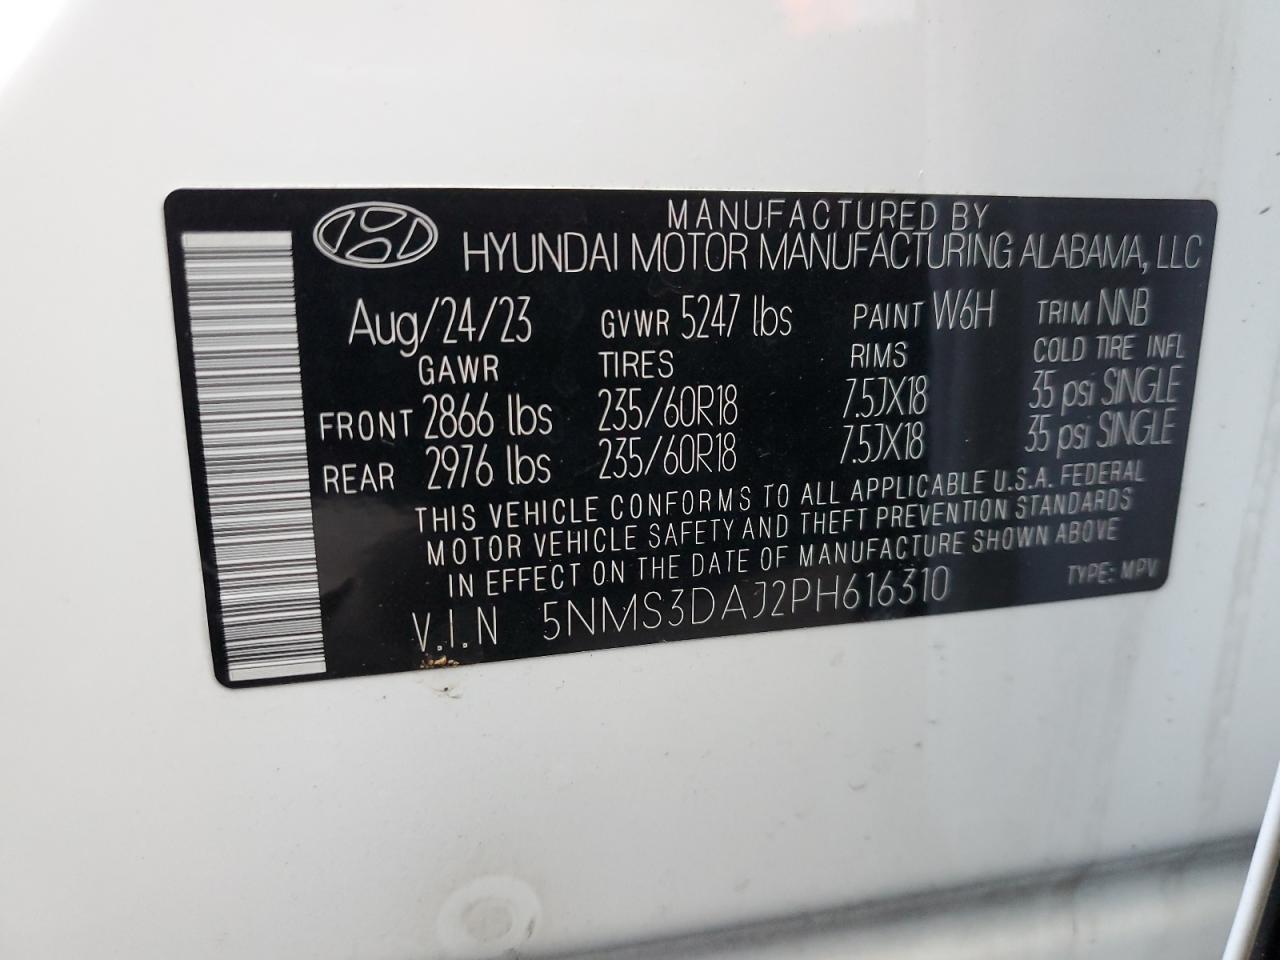 MANUFACTURED BY
HYUNDAI MOTOR MANUFACTURING ALABAMA, LLC
Aug/24/23 GVWR 5247 lbs PAINT W6H TRIM NNB
GAWR TIRES RIMS COLD TIRE INFL
FRONT 2866 lbs 235/60R18 7.5JX18 35 psi SINGLE
REAR 2976 lbs 235/60R18 7.5JX18 35 psi SINGLE
THIS VEHICLE CONFORMS TO ALL APPLICABLE U.S.A. FEDERAL
MOTOR VEHICLE SAFETY AND THEFT PREVENTION STANDARDS
IN EFFECT ON THE DATE OF MANUFACTURE SHOWN ABOVE
V.I.N 5NMS3DAJ2PH616310 TYPE: MPV